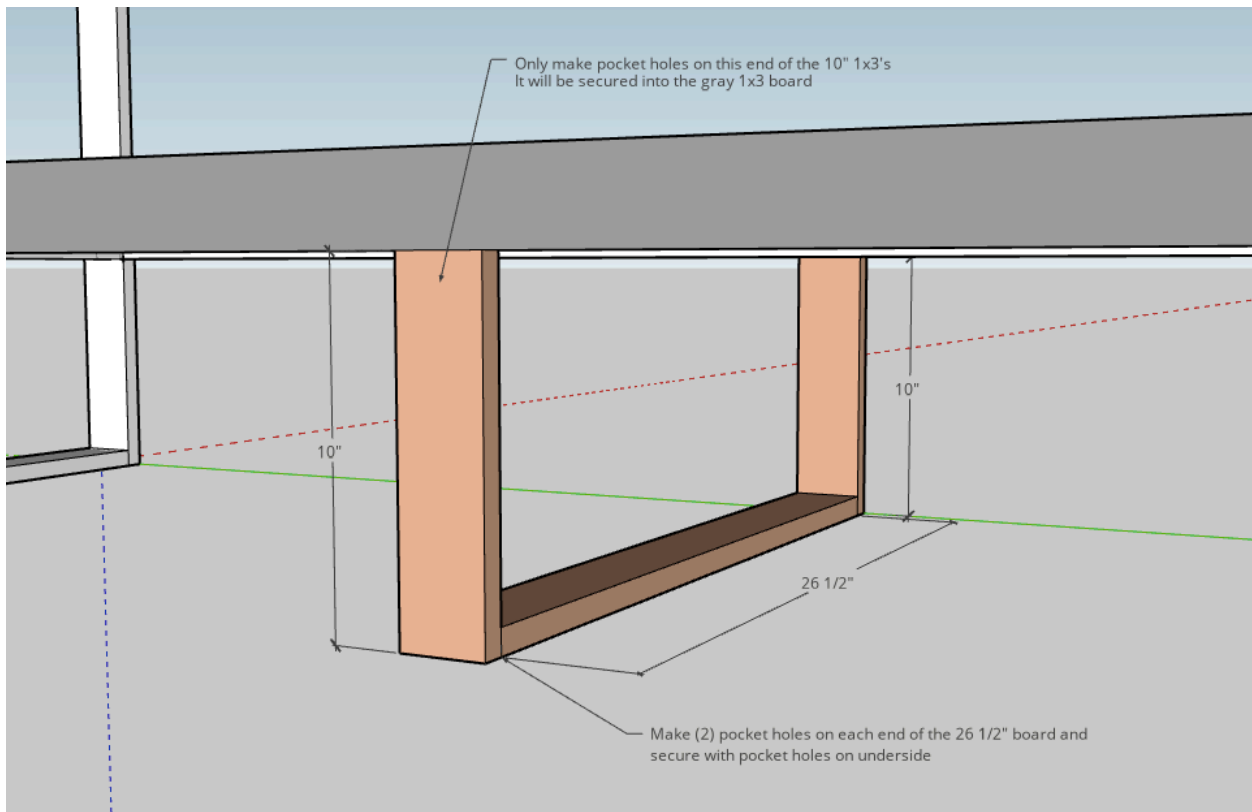 Only make pocket holes on this end of the 10" 1x3's
It will be secured into the gray 1x3 board
10"
10"
26 1/2"
Make (2) pocket holes on each end of the 26 1/2" board and
secure with pocket holes on underside